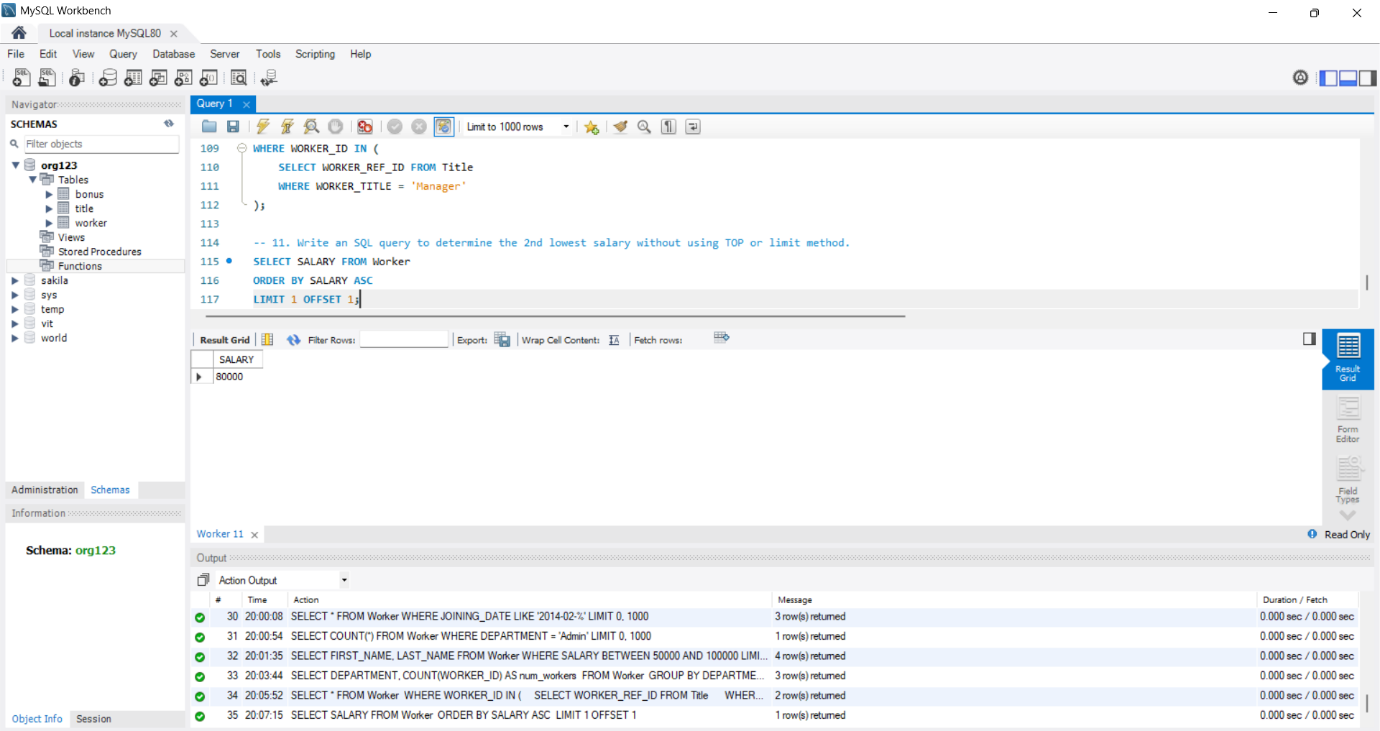 MySQL Workbench
Local instance MySQL80
File Edit View Query Database Server Tools Scripting Help
Navigator
SCHEMAS
Filter objects
org123
Tables
bonus
title
worker
Views
Stored Procedures
Functions
sakila
sys
temp
vit
world
Administration Schemas
Information
Schema: org123
Object Info Session
Query 1
Limit to 1000 rows
109 WHERE WORKER_ID IN (
110 SELECT WORKER_REF_ID FROM Title
111 WHERE WORKER_TITLE = 'Manager'
112 );
113
114 -- 11. Write an SQL query to determine the 2nd lowest salary without using TOP or limit method.
115 SELECT SALARY FROM Worker
116 ORDER BY SALARY ASC
117 LIMIT 1 OFFSET 1;
Result Grid Filter Rows: Export: Wrap Cell Content: Fetch rows:
SALARY
80000
Result
Grid
Form
Editor
Field
Types
Worker 11
Read Only
Output
Action Output
# Time Action Message Duration / Fetch
30 20:00:08 SELECT * FROM Worker WHERE JOINING_DATE LIKE '2014-02-%' LIMIT 0, 1000 3 row(s) returned 0.000 sec / 0.000 sec
31 20:00:54 SELECT COUNT(*) FROM Worker WHERE DEPARTMENT = 'Admin' LIMIT 0, 1000 1 row(s) returned 0.000 sec / 0.000 sec
32 20:01:35 SELECT FIRST_NAME, LAST_NAME FROM Worker WHERE SALARY BETWEEN 50000 AND 100000 LIMI... 4 row(s) returned 0.000 sec / 0.000 sec
33 20:03:44 SELECT DEPARTMENT, COUNT(WORKER_ID) AS num_workers FROM Worker GROUP BY DEPARTME... 3 row(s) returned 0.000 sec / 0.000 sec
34 20:05:52 SELECT * FROM Worker WHERE WORKER_ID IN ( SELECT WORKER_REF_ID FROM Title WHER... 2 row(s) returned 0.000 sec / 0.000 sec
35 20:07:15 SELECT SALARY FROM Worker ORDER BY SALARY ASC LIMIT 1 OFFSET 1 1 row(s) returned 0.000 sec / 0.000 sec